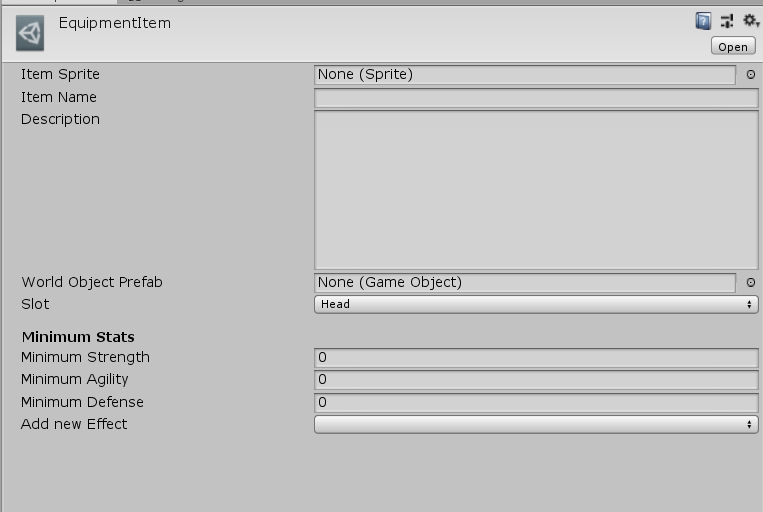 EquipmentItem
Open
Item Sprite None (Sprite)
Item Name
Description
World Object Prefab None (Game Object)
Slot Head
Minimum Stats
Minimum Strength 0
Minimum Agility 0
Minimum Defense 0
Add new Effect